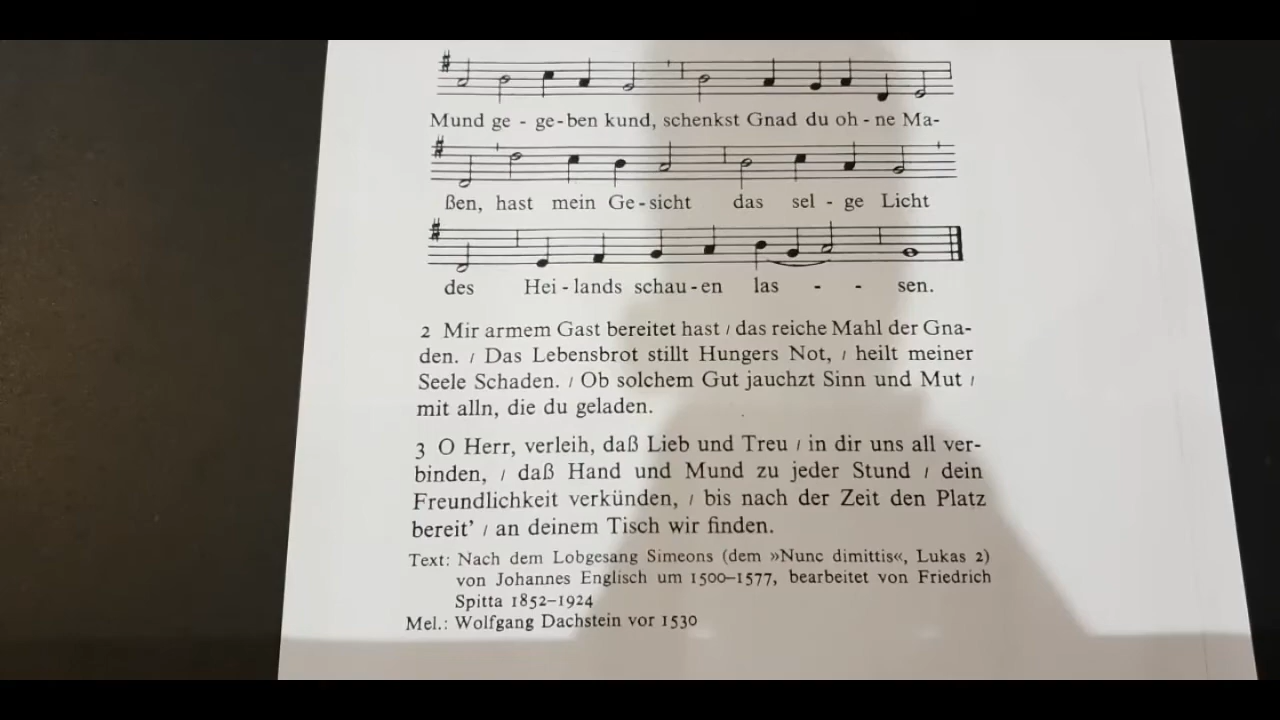 Mund ge - ge-ben kund, schenkst Gnad du oh - ne Ma-
ßen, hast mein Ge-sicht das sel - ge Licht
des Hei-lands schau-en las - - sen.
2 Mir armem Gast bereitet hast / das reiche Mahl der Gna-
den. / Das Lebensbrot stillt Hungers Not, / heilt meiner
Seele Schaden. / Ob solchem Gut jauchzt Sinn und Mut /
mit alln, die du geladen.
3 O Herr, verleih, daß Lieb und Treu / in dir uns all ver-
binden, / daß Hand und Mund zu jeder Stund / dein
Freundlichkeit verkünden, / bis nach der Zeit den Platz
bereit’ / an deinem Tisch wir finden.
Text: Nach dem Lobgesang Simeons (dem »Nunc dimittis«, Lukas 2)
von Johannes Englisch um 1500–1577, bearbeitet von Friedrich
Spitta 1852–1924
Mel.: Wolfgang Dachstein vor 1530